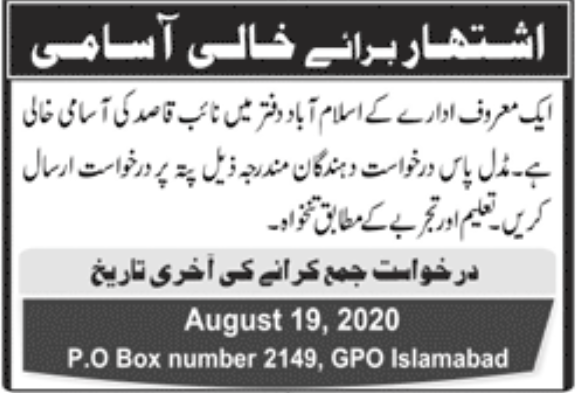 اشتہار برائے خالی آسامی
ایک معروف ادارے کے اسلام آباد دفتر میں نائب قاصد کی آسامی خالی
ہے۔ مڈل پاس درخواست دہندگان مندرجہ ذیل پتہ پر درخواست ارسال
کریں۔ تعلیم اور تجربے کے مطابق تنخواہ۔
درخواست جمع کرانے کی آخری تاریخ
August 19, 2020
P.O Box number 2149, GPO Islamabad